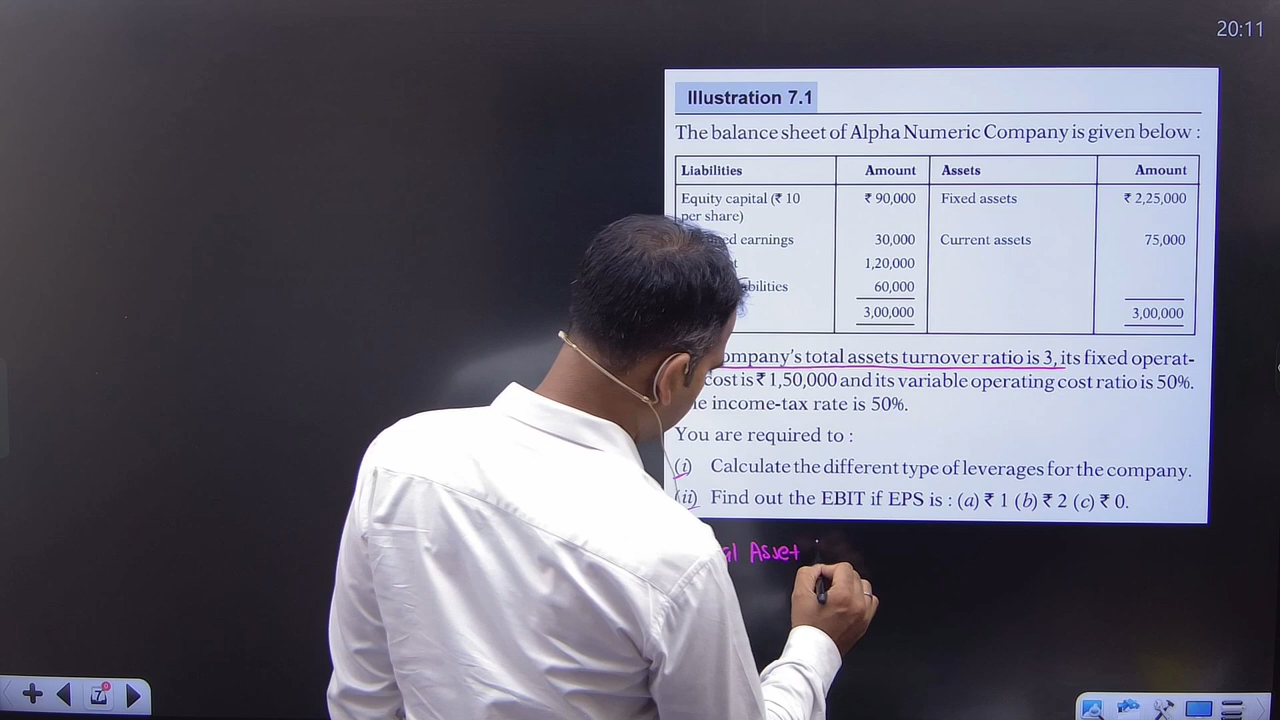 20:11
Illustration 7.1
The balance sheet of Alpha Numeric Company is given below :
Liabilities Amount Assets Amount
Equity capital (₹ 10 ₹ 90,000 Fixed assets ₹ 2,25,000
per share)
earnings 30,000 Current assets 75,000
1,20,000
60,000
3,00,000 3,00,000
company's total assets turnover ratio is 3, its fixed operat-
cost is ₹ 1,50,000 and its variable operating cost ratio is 50%.
income-tax rate is 50%.
You are required to :
(i) Calculate the different type of leverages for the company.
(ii) Find out the EBIT if EPS is : (a) ₹ 1 (b) ₹ 2 (c) ₹ 0.
Asset
7